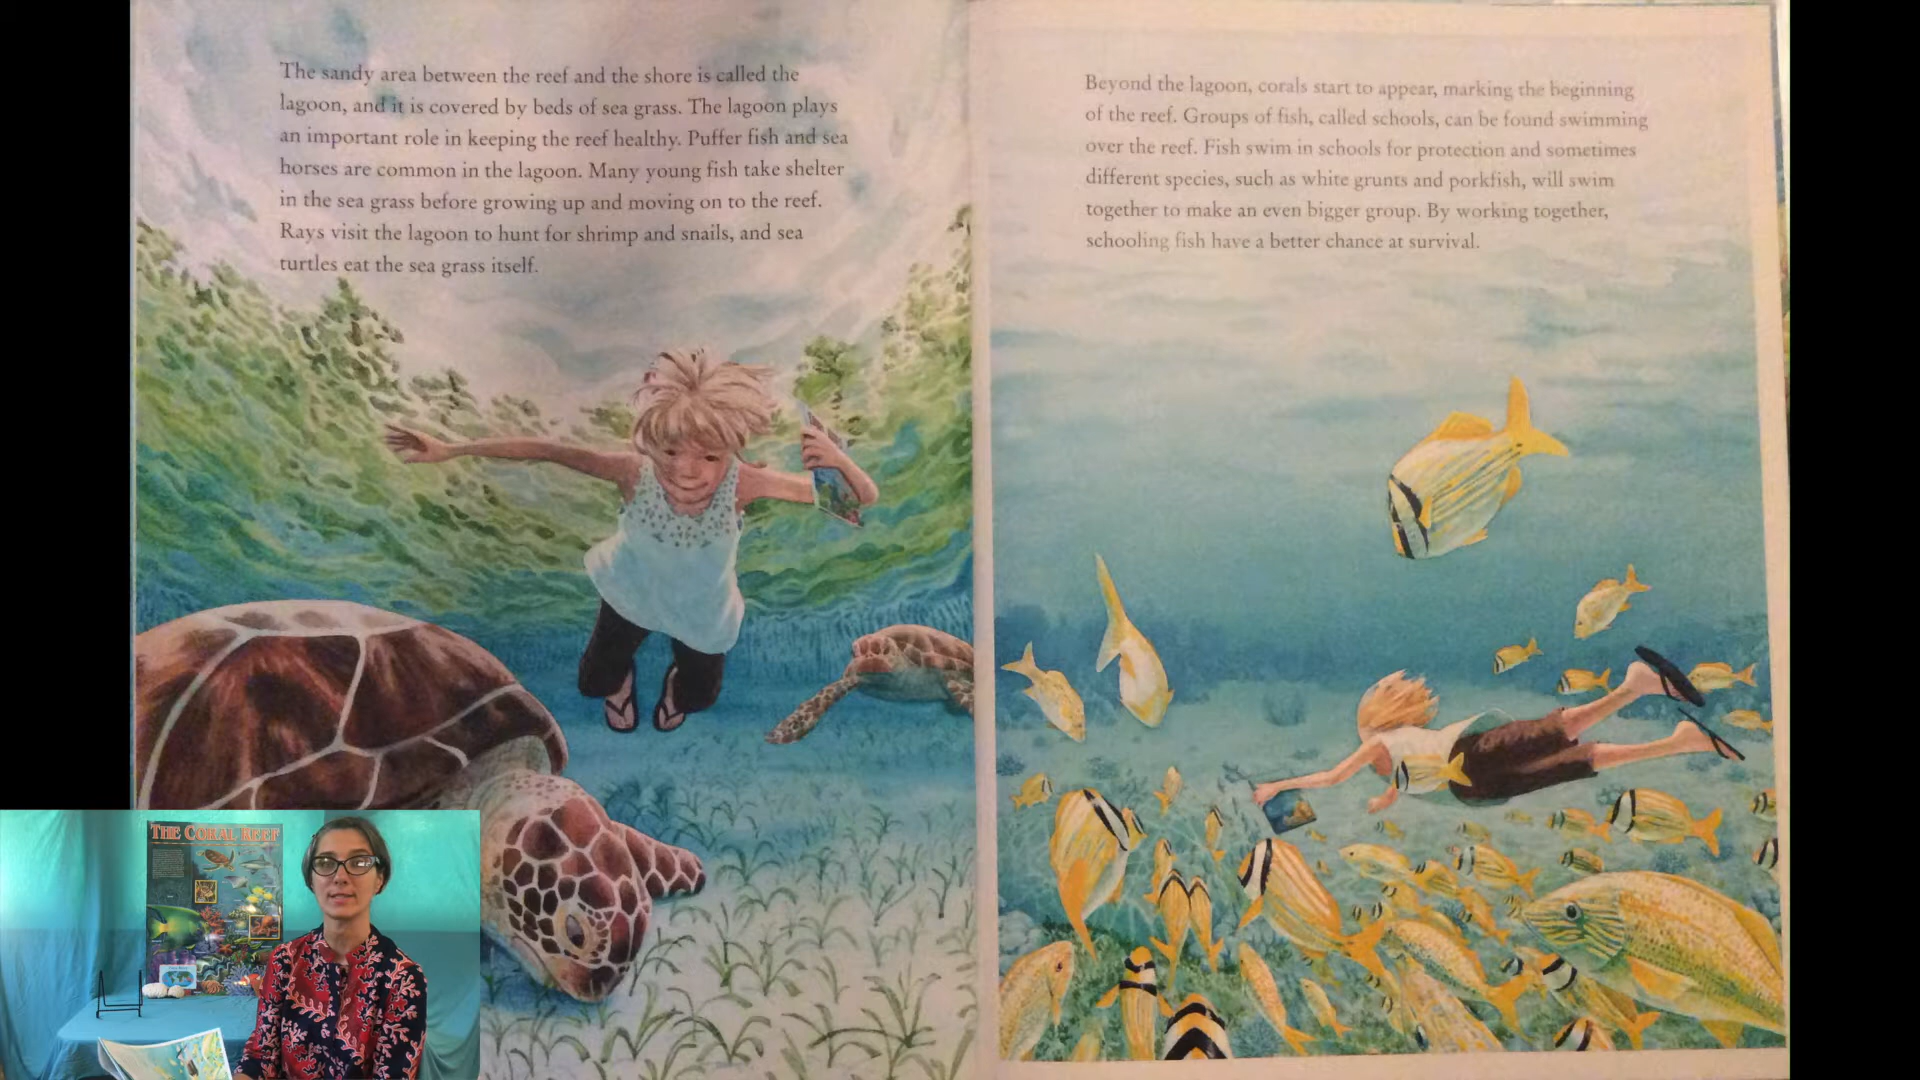 The sandy area between the reef and the shore is called the
lagoon, and it is covered by beds of sea grass. The lagoon plays
an important role in keeping the reef healthy. Puffer fish and sea
horses are common in the lagoon. Many young fish take shelter
in the sea grass before growing up and moving on to the reef.
Rays visit the lagoon to hunt for shrimp and snails, and sea
turtles eat the sea grass itself.
Beyond the lagoon, corals start to appear, marking the beginning
of the reef. Groups of fish, called schools, can be found swimming
over the reef. Fish swim in schools for protection and sometimes
different species, such as white grunts and porkfish, will swim
together to make an even bigger group. By working together,
schooling fish have a better chance at survival.
THE CORAL REEF